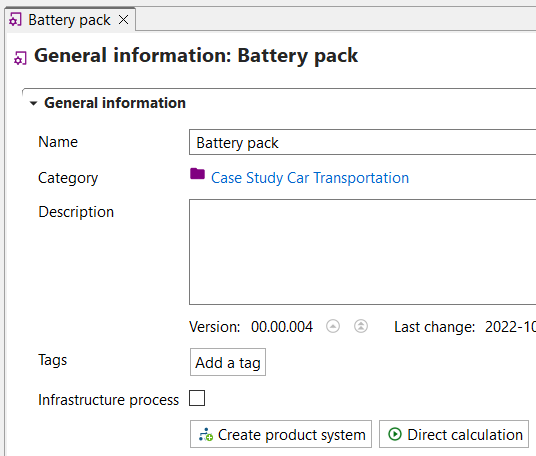 Battery pack
General information: Battery pack
General information
Name Battery pack
Category Case Study Car Transportation
Description
Version: 00.00.004 Last change: 2022-10
Tags Add a tag
Infrastructure process
Create product system Direct calculation